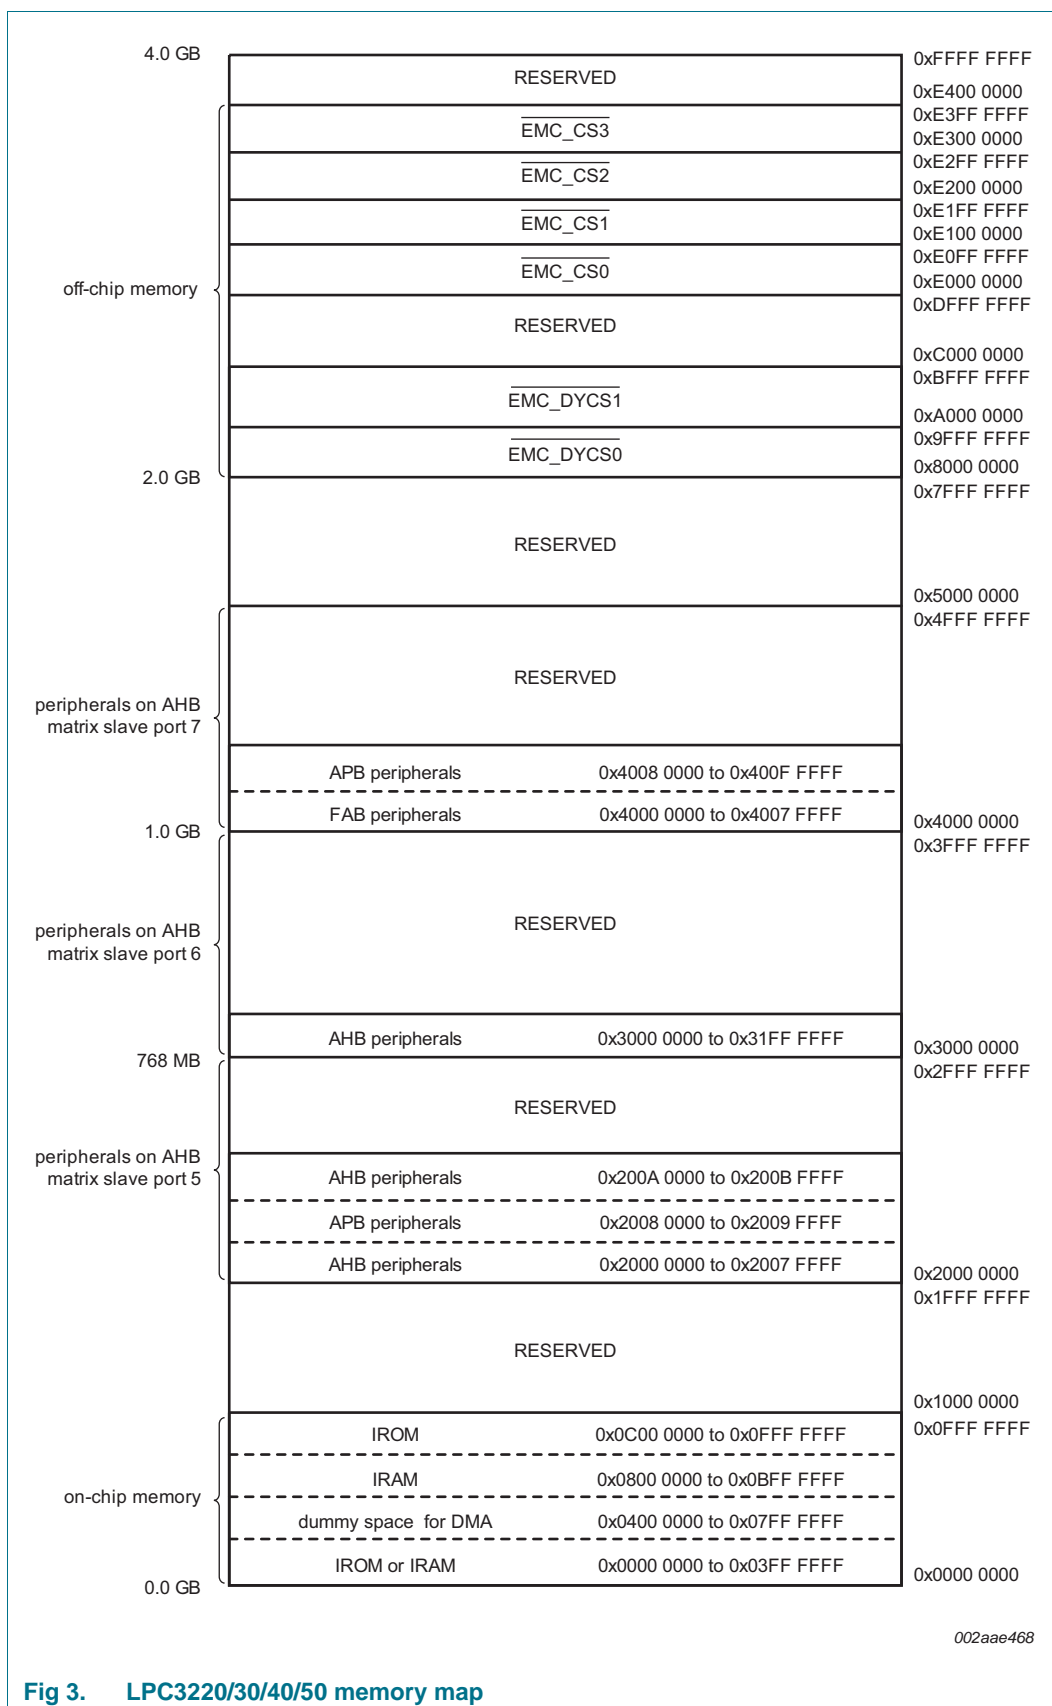 4.0 GB
0xFFFF FFFF
RESERVED
0xE400 0000
0xE3FF FFFF
EMC_CS3
0xE300 0000
0xE2FF FFFF
EMC_CS2
0xE200 0000
0xE1FF FFFF
EMC_CS1
0xE100 0000
0xE0FF FFFF
EMC_CS0
0xE000 0000
off-chip memory
0xDFFF FFFF
RESERVED
0xC000 0000
0xBFFF FFFF
EMC_DYCS1
0xA000 0000
0x9FFF FFFF
EMC_DYCS0
0x8000 0000
2.0 GB
0x7FFF FFFF
RESERVED
0x5000 0000
0x4FFF FFFF
RESERVED
peripherals on AHB
matrix slave port 7
APB peripherals 0x4008 0000 to 0x400F FFFF
FAB peripherals 0x4000 0000 to 0x4007 FFFF
0x4000 0000
1.0 GB
0x3FFF FFFF
RESERVED
peripherals on AHB
matrix slave port 6
AHB peripherals 0x3000 0000 to 0x31FF FFFF
0x3000 0000
768 MB
0x2FFF FFFF
RESERVED
peripherals on AHB
matrix slave port 5
AHB peripherals 0x200A 0000 to 0x200B FFFF
APB peripherals 0x2008 0000 to 0x2009 FFFF
AHB peripherals 0x2000 0000 to 0x2007 FFFF
0x2000 0000
0x1FFF FFFF
RESERVED
0x1000 0000
0x0FFF FFFF
IROM 0x0C00 0000 to 0x0FFF FFFF
IRAM 0x0800 0000 to 0x0BFF FFFF
on-chip memory
dummy space for DMA 0x0400 0000 to 0x07FF FFFF
IROM or IRAM 0x0000 0000 to 0x03FF FFFF
0x0000 0000
0.0 GB
002aae468
Fig 3. LPC3220/30/40/50 memory map